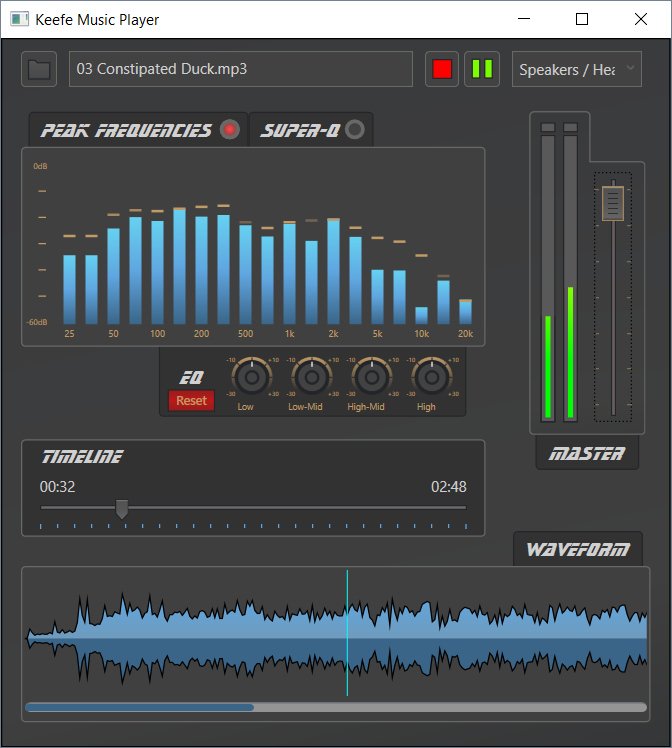 Keefe Music Player
03 Constipated Duck.mp3
Speakers / Hea
PEAK FREQUENCIES
SUPER-Q
0dB
-60dB
25 50 100 200 500 1k 2k 5k 10k 20k
EQ
Reset
-10 +10 -10 +10 -10 +10 -10 +10
-30 +30 -30 +30 -30 +30 -30 +30
Low Low-Mid High-Mid High
MASTER
TIMELINE
00:32 02:48
WAVEFORM